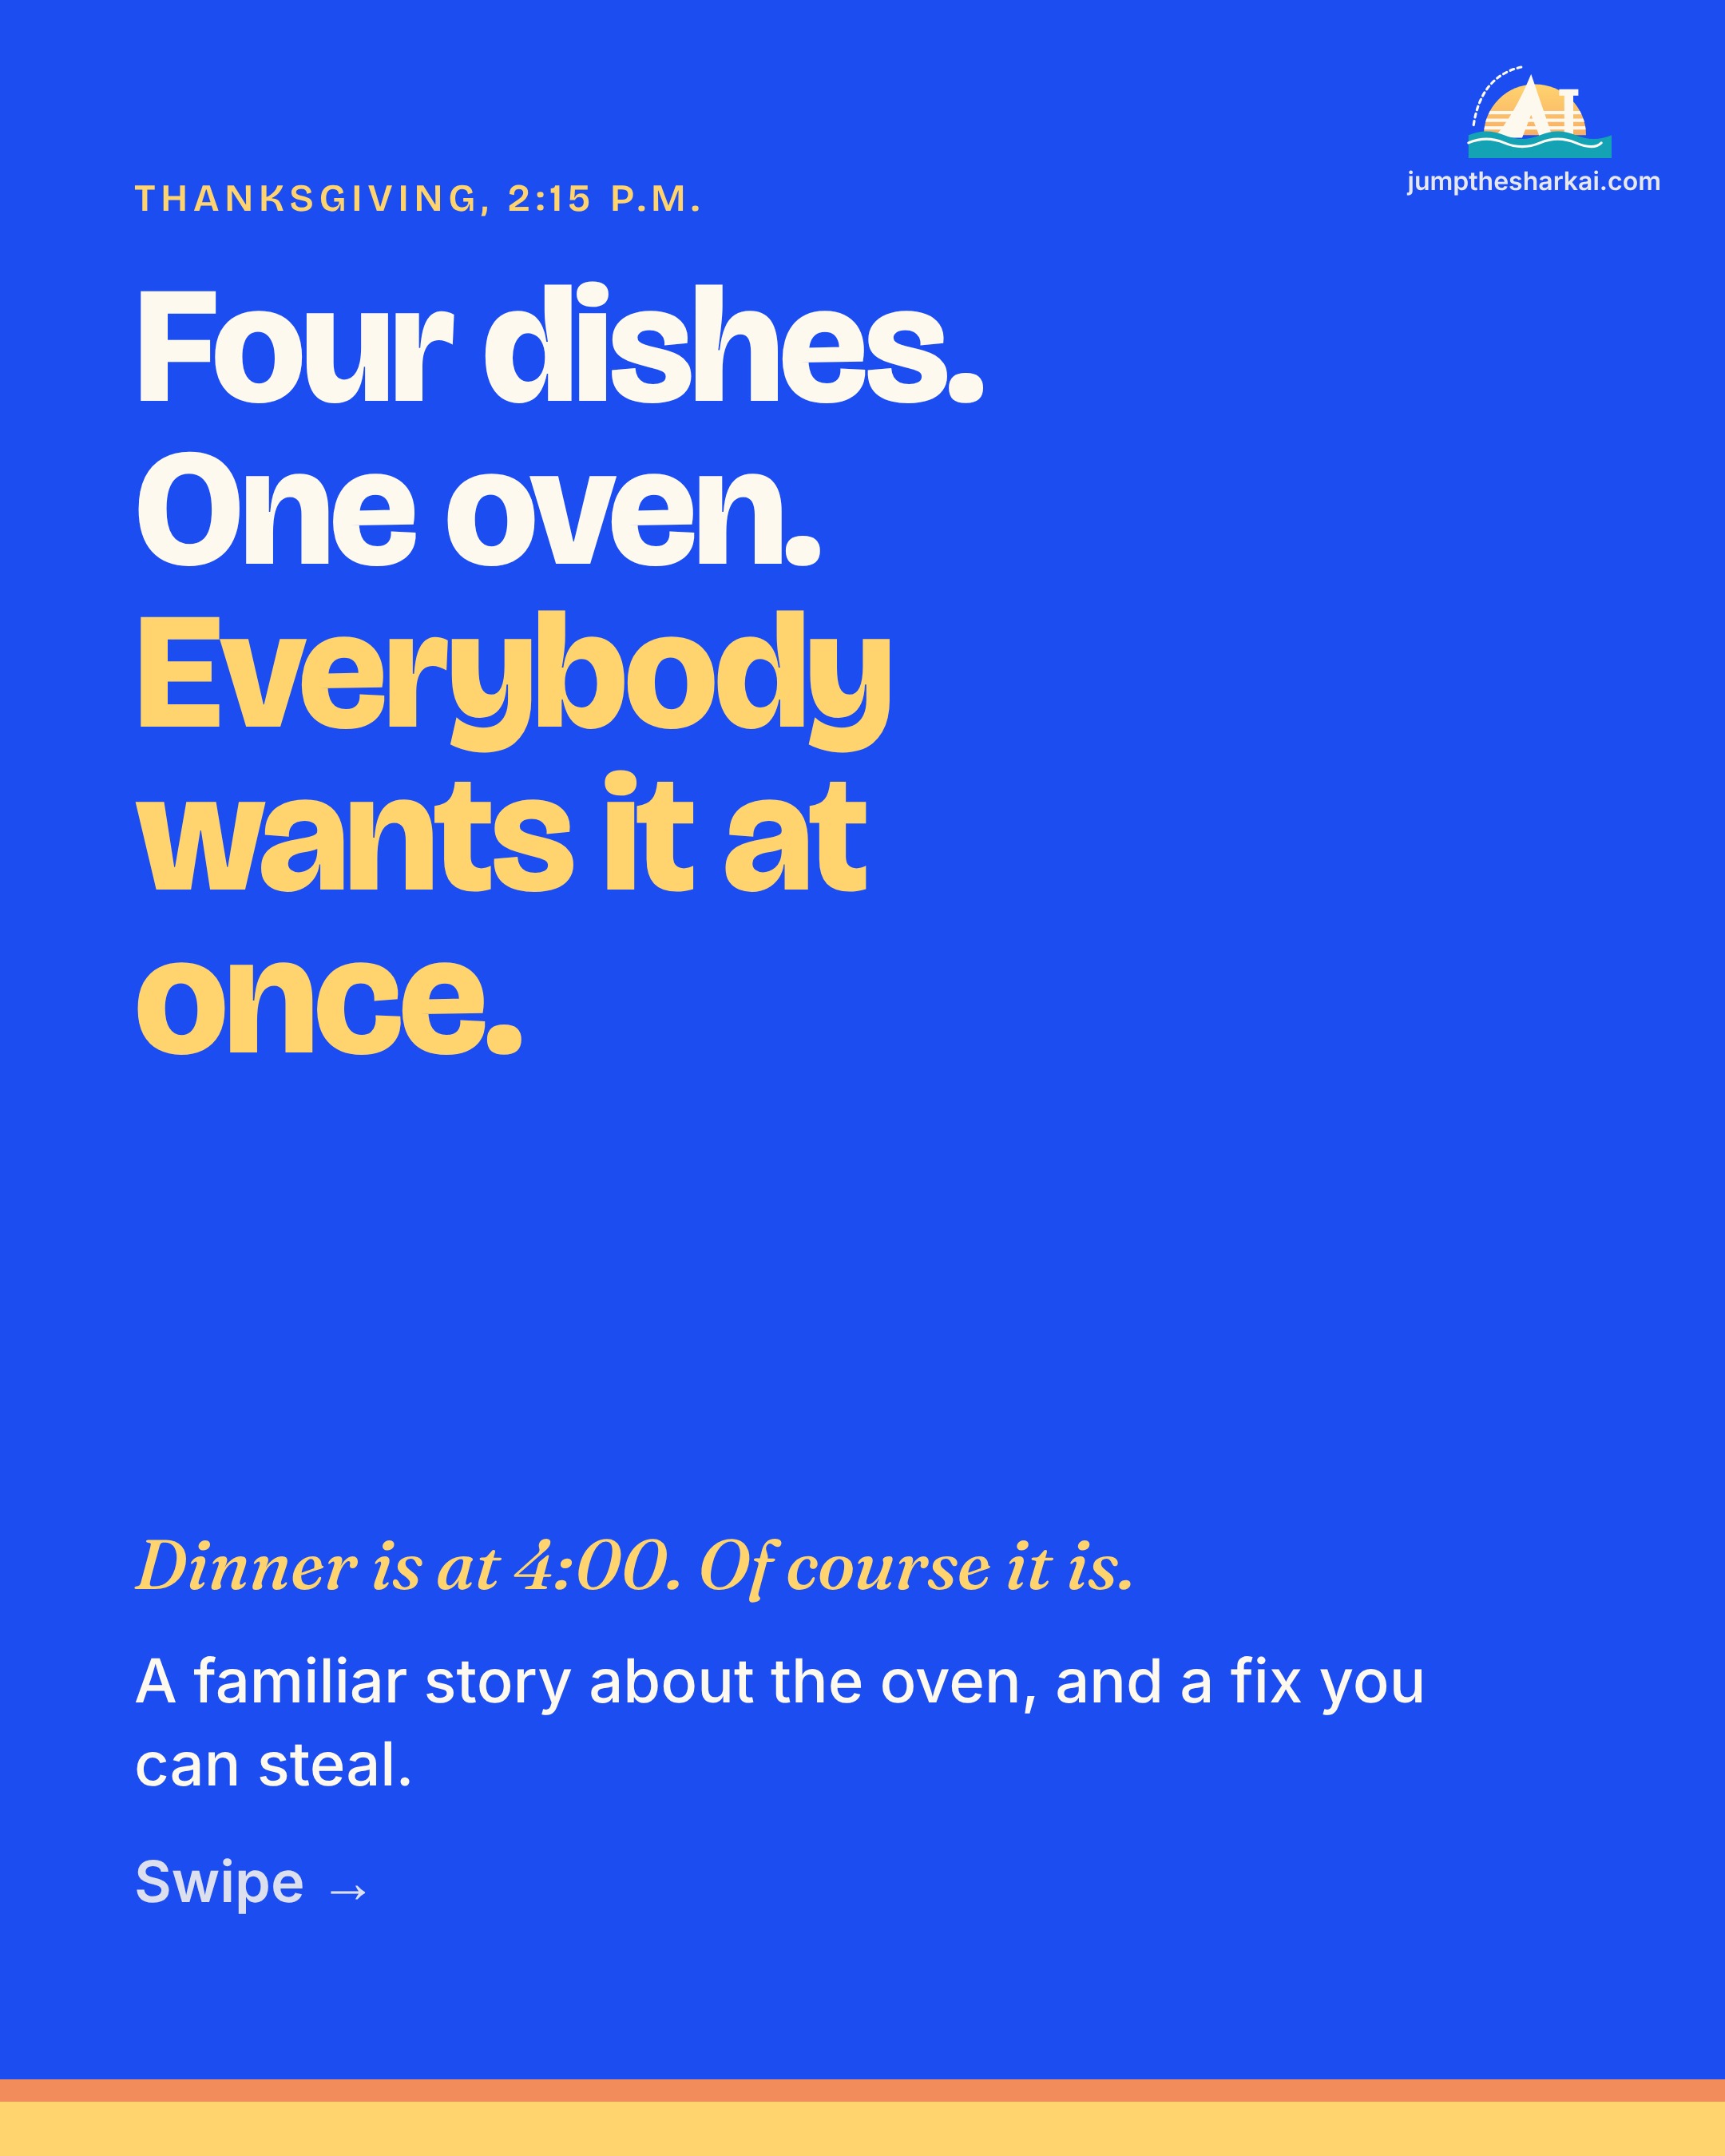 AI
jumpthesharkai.com
THANKSGIVING, 2:15 P.M.
Four dishes.
One oven.
Everybody
wants it at
once.
Dinner is at 4:00. Of course it is.
A familiar story about the oven, and a fix you
can steal.
Swipe →